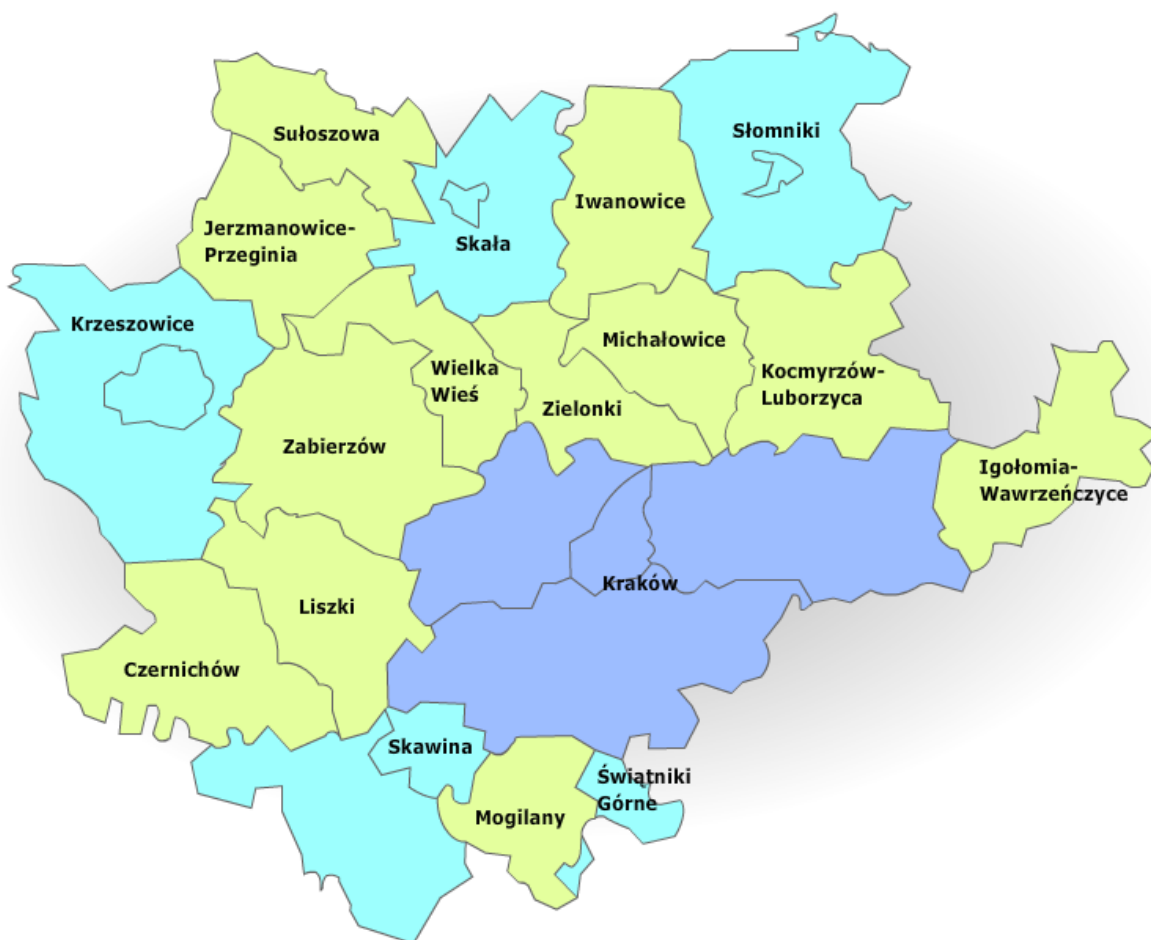 Sułoszowa
Słomniki
Iwanowice
Jerzmanowice-
Przeginia
Skała
Krzeszowice
Michałowice
Wielka
Wieś
Kocmyrzów-
Luborzyca
Zielonki
Zabierzów
Igołomia-
Wawrzeńczyce
Kraków
Liszki
Czernichów
Skawina
Świątniki
Górne
Mogilany